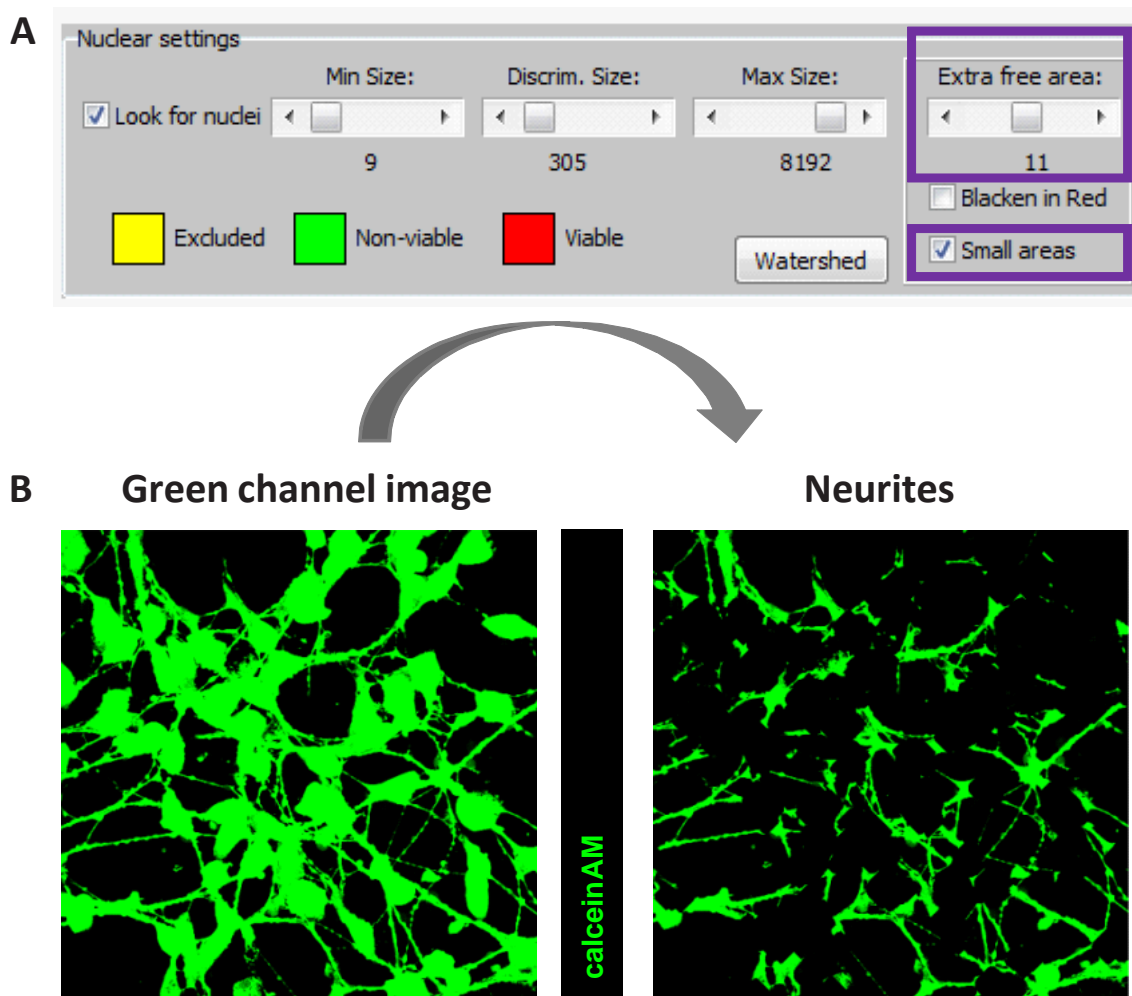 A
Nuclear settings
Min Size: Discrim. Size: Max Size: Extra free area:
Look for nuclei
9 305 8192 11
Blacken in Red
Excluded Non-viable Viable
Small areas
Watershed
B Green channel image Neurites
calceinAM